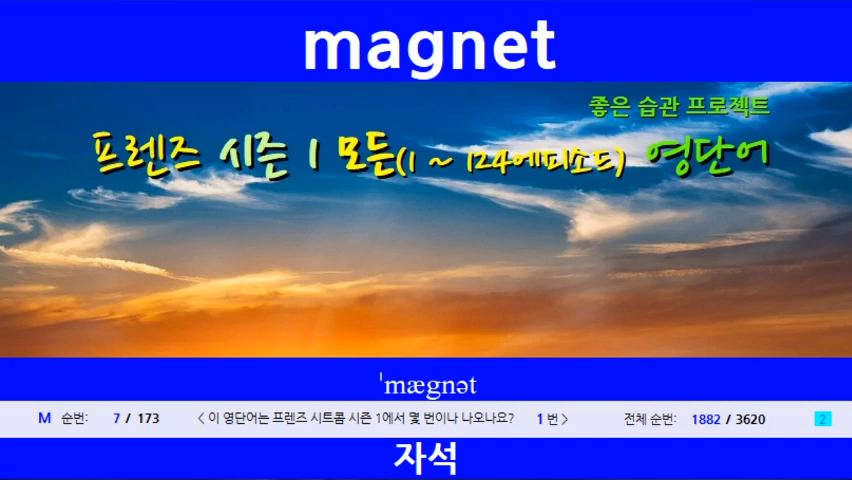 magnet
좋은 습관 프로젝트
프렌즈 시즌 1 모든(1 ~ 124에피소드) 영단어
ˈmægnət
M 순번: 7 / 173 < 이 영단어는 프렌즈 시트콤 시즌 1에서 몇 번이나 나오나요? 1 번 > 전체 순번: 1882 / 3620 2
자석